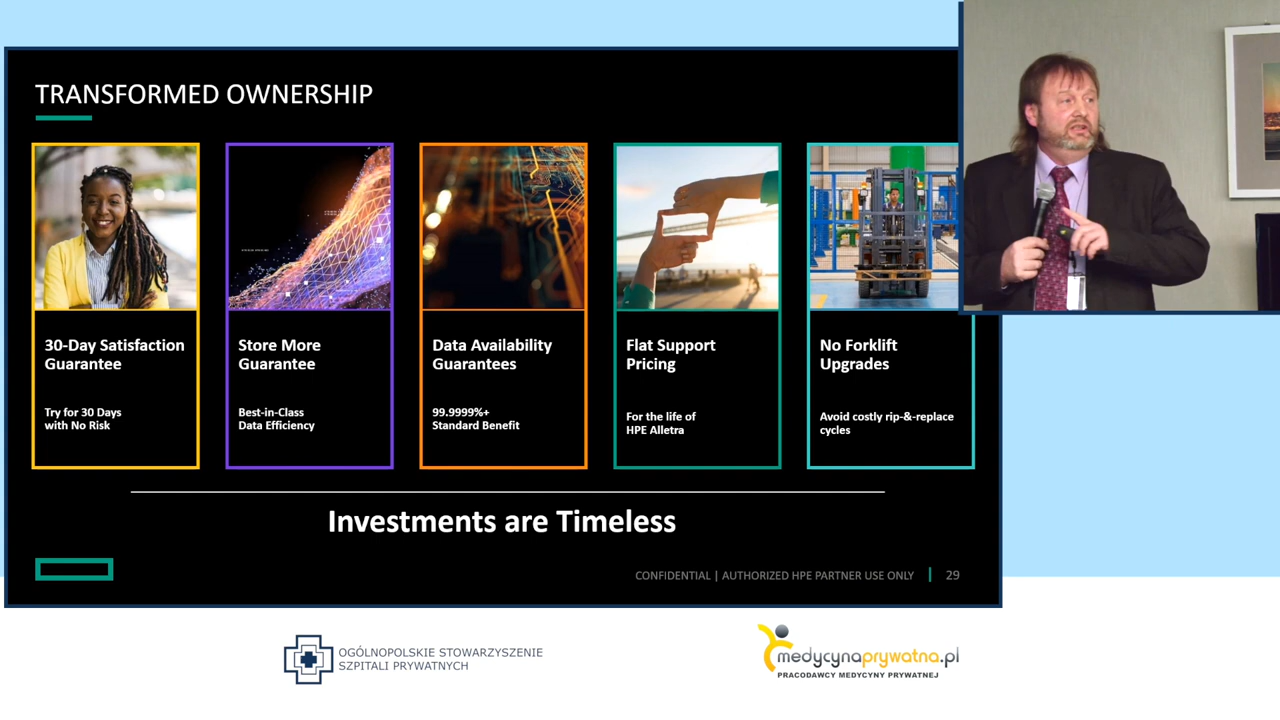 TRANSFORMED OWNERSHIP
30-Day Satisfaction
Guarantee
Try for 30 Days
with No Risk
Store More
Guarantee
Best-in-Class
Data Efficiency
Data Availability
Guarantees
99.9999%+
Standard Benefit
Flat Support
Pricing
For the life of
HPE Alletra
No Forklift
Upgrades
Avoid costly rip-&-replace
cycles
Investments are Timeless
CONFIDENTIAL | AUTHORIZED HPE PARTNER USE ONLY | 29
OGÓLNOPOLSKIE STOWARZYSZENIE
SZPITALI PRYWATNYCH
medycynaprywatna.pl
PRACODAWCY MEDYCYNY PRYWATNEJ